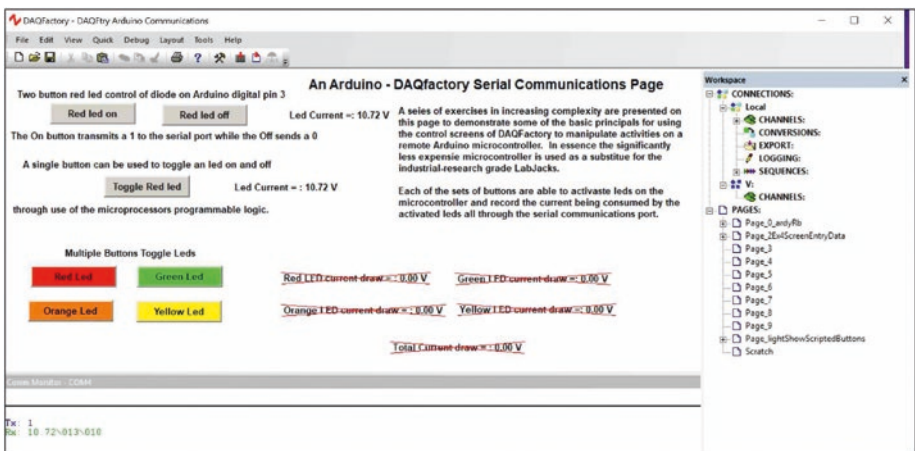 DAQFactory - DAQFtry Arduino Communications
File Edit View Quick Debug Layout Tools Help
An Arduino - DAQfactory Serial Communications Page
Two button red led control of diode on Arduino digital pin 3
Red led on
Red led off
Led Current =: 10.72 V
The On button transmits a 1 to the serial port while the Off sends a 0
A single button can be used to toggle an led on and off
Toggle Red led
Led Current = : 10.72 V
through use of the microprocessors programmable logic.
A seies of exercises in increasing complexity are presented on
this page to demonstrate some of the basic principals for using
the control screens of DAQFactory to manipulate activities on a
remote Arduino microcontroller. In essence the significantly
less expensie microcontroller is used as a substitue for the
industrial-research grade LabJacks.
Each of the sets of buttons are able to activaste leds on the
microcontroller and record the current being consumed by the
activated leds all through the serial communications port.
Multiple Buttons Toggle Leds
Red Led
Green Led
Orange Led
Yellow Led
Red LED current draw = : 0.00 V
Green LED current draw =: 0.00 V
Orange LED current draw = : 0.00 V
Yellow LED current draw =: 0.00 V
Total Current draw = : 0.00 V
Workspace
CONNECTIONS:
Local
CHANNELS:
CONVERSIONS:
EXPORT:
LOGGING:
SEQUENCES:
V:
CHANNELS:
PAGES:
Page_0_ardyRb
Page_2Ex4ScreenEntryData
Page_3
Page_4
Page_5
Page_6
Page_7
Page_8
Page_9
Page_lightShowScriptedButtons
Scratch
Comm Monitor - COM4
Tx: 1
Rx: 10.72\013\010